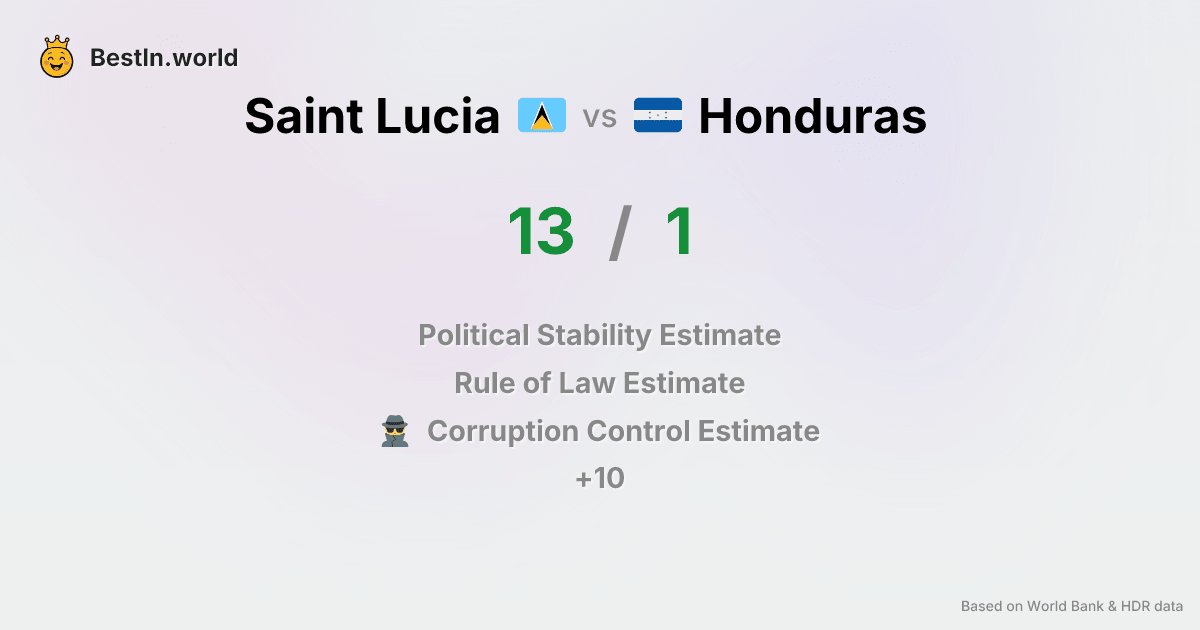 BestIn.world
Saint Lucia vs Honduras
13 / 1
Political Stability Estimate
Rule of Law Estimate
Corruption Control Estimate
+10
Based on World Bank & HDR data